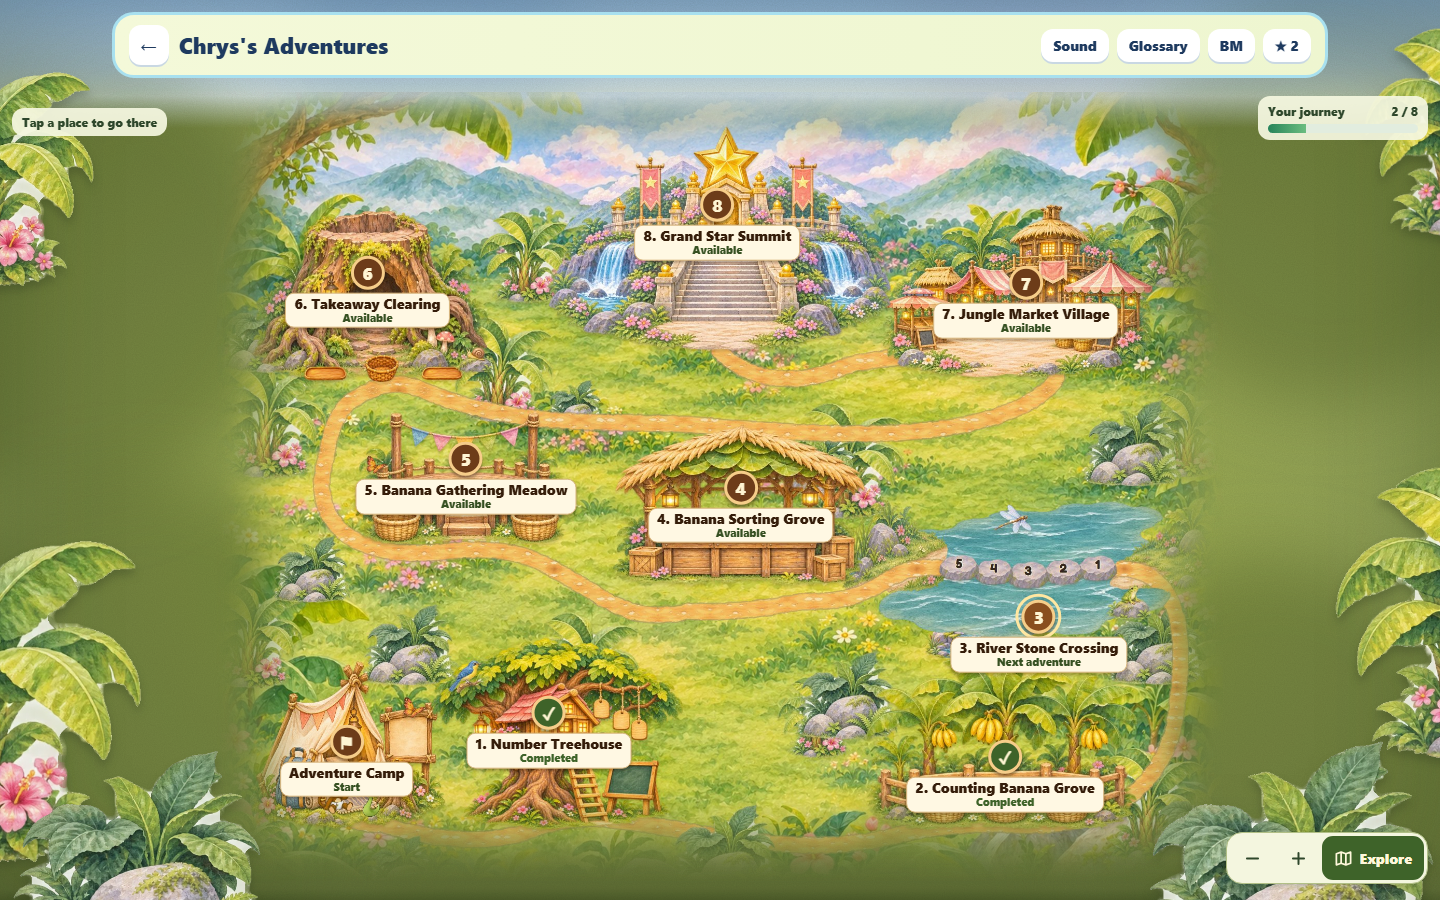 ← Chrys's Adventures
Sound Glossary BM ★ 2
Tap a place to go there
Your journey 2 / 8
8
8. Grand Star Summit
Available
6
6. Takeaway Clearing
Available
7
7. Jungle Market Village
Available
5
5. Banana Gathering Meadow
Available
4
4. Banana Sorting Grove
Available
5 4 3 2 1
3
3. River Stone Crossing
Next adventure
✓
1. Number Treehouse
Completed
Adventure Camp
Start
✓
2. Counting Banana Grove
Completed
− + Explore